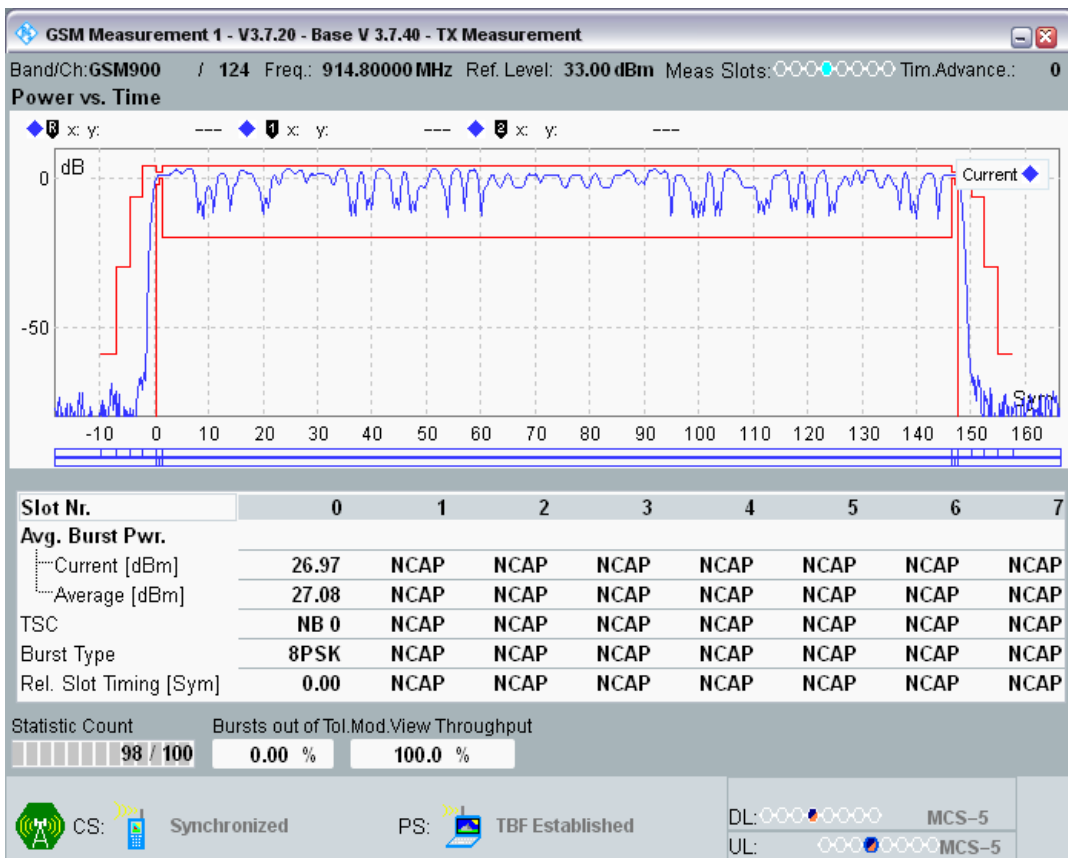 GSM Measurement 1 - V3.7.20 - Base V 3.7.40 - TX Measurement
Band/Ch:GSM900 / 124 Freq.: 914.80000 MHz Ref. Level: 33.00 dBm Meas Slots: Tim.Advance.: 0
Power vs. Time
R x: y: --- 1 x: y: --- 2 x: y: ---
dB
Current
0
-50
Sym
-10 0 10 20 30 40 50 60 70 80 90 100 110 120 130 140 150 160
Slot Nr. 0 1 2 3 4 5 6 7
Avg. Burst Pwr.
Current [dBm] 26.97 NCAP NCAP NCAP NCAP NCAP NCAP NCAP
Average [dBm] 27.08 NCAP NCAP NCAP NCAP NCAP NCAP NCAP
TSC NB 0 NCAP NCAP NCAP NCAP NCAP NCAP NCAP
Burst Type 8PSK NCAP NCAP NCAP NCAP NCAP NCAP NCAP
Rel. Slot Timing [Sym] 0.00 NCAP NCAP NCAP NCAP NCAP NCAP NCAP
Statistic Count Bursts out of Tol.Mod.View Throughput
98 / 100 0.00 % 100.0 %
CS: Synchronized PS: TBF Established
DL: MCS-5
UL: MCS-5